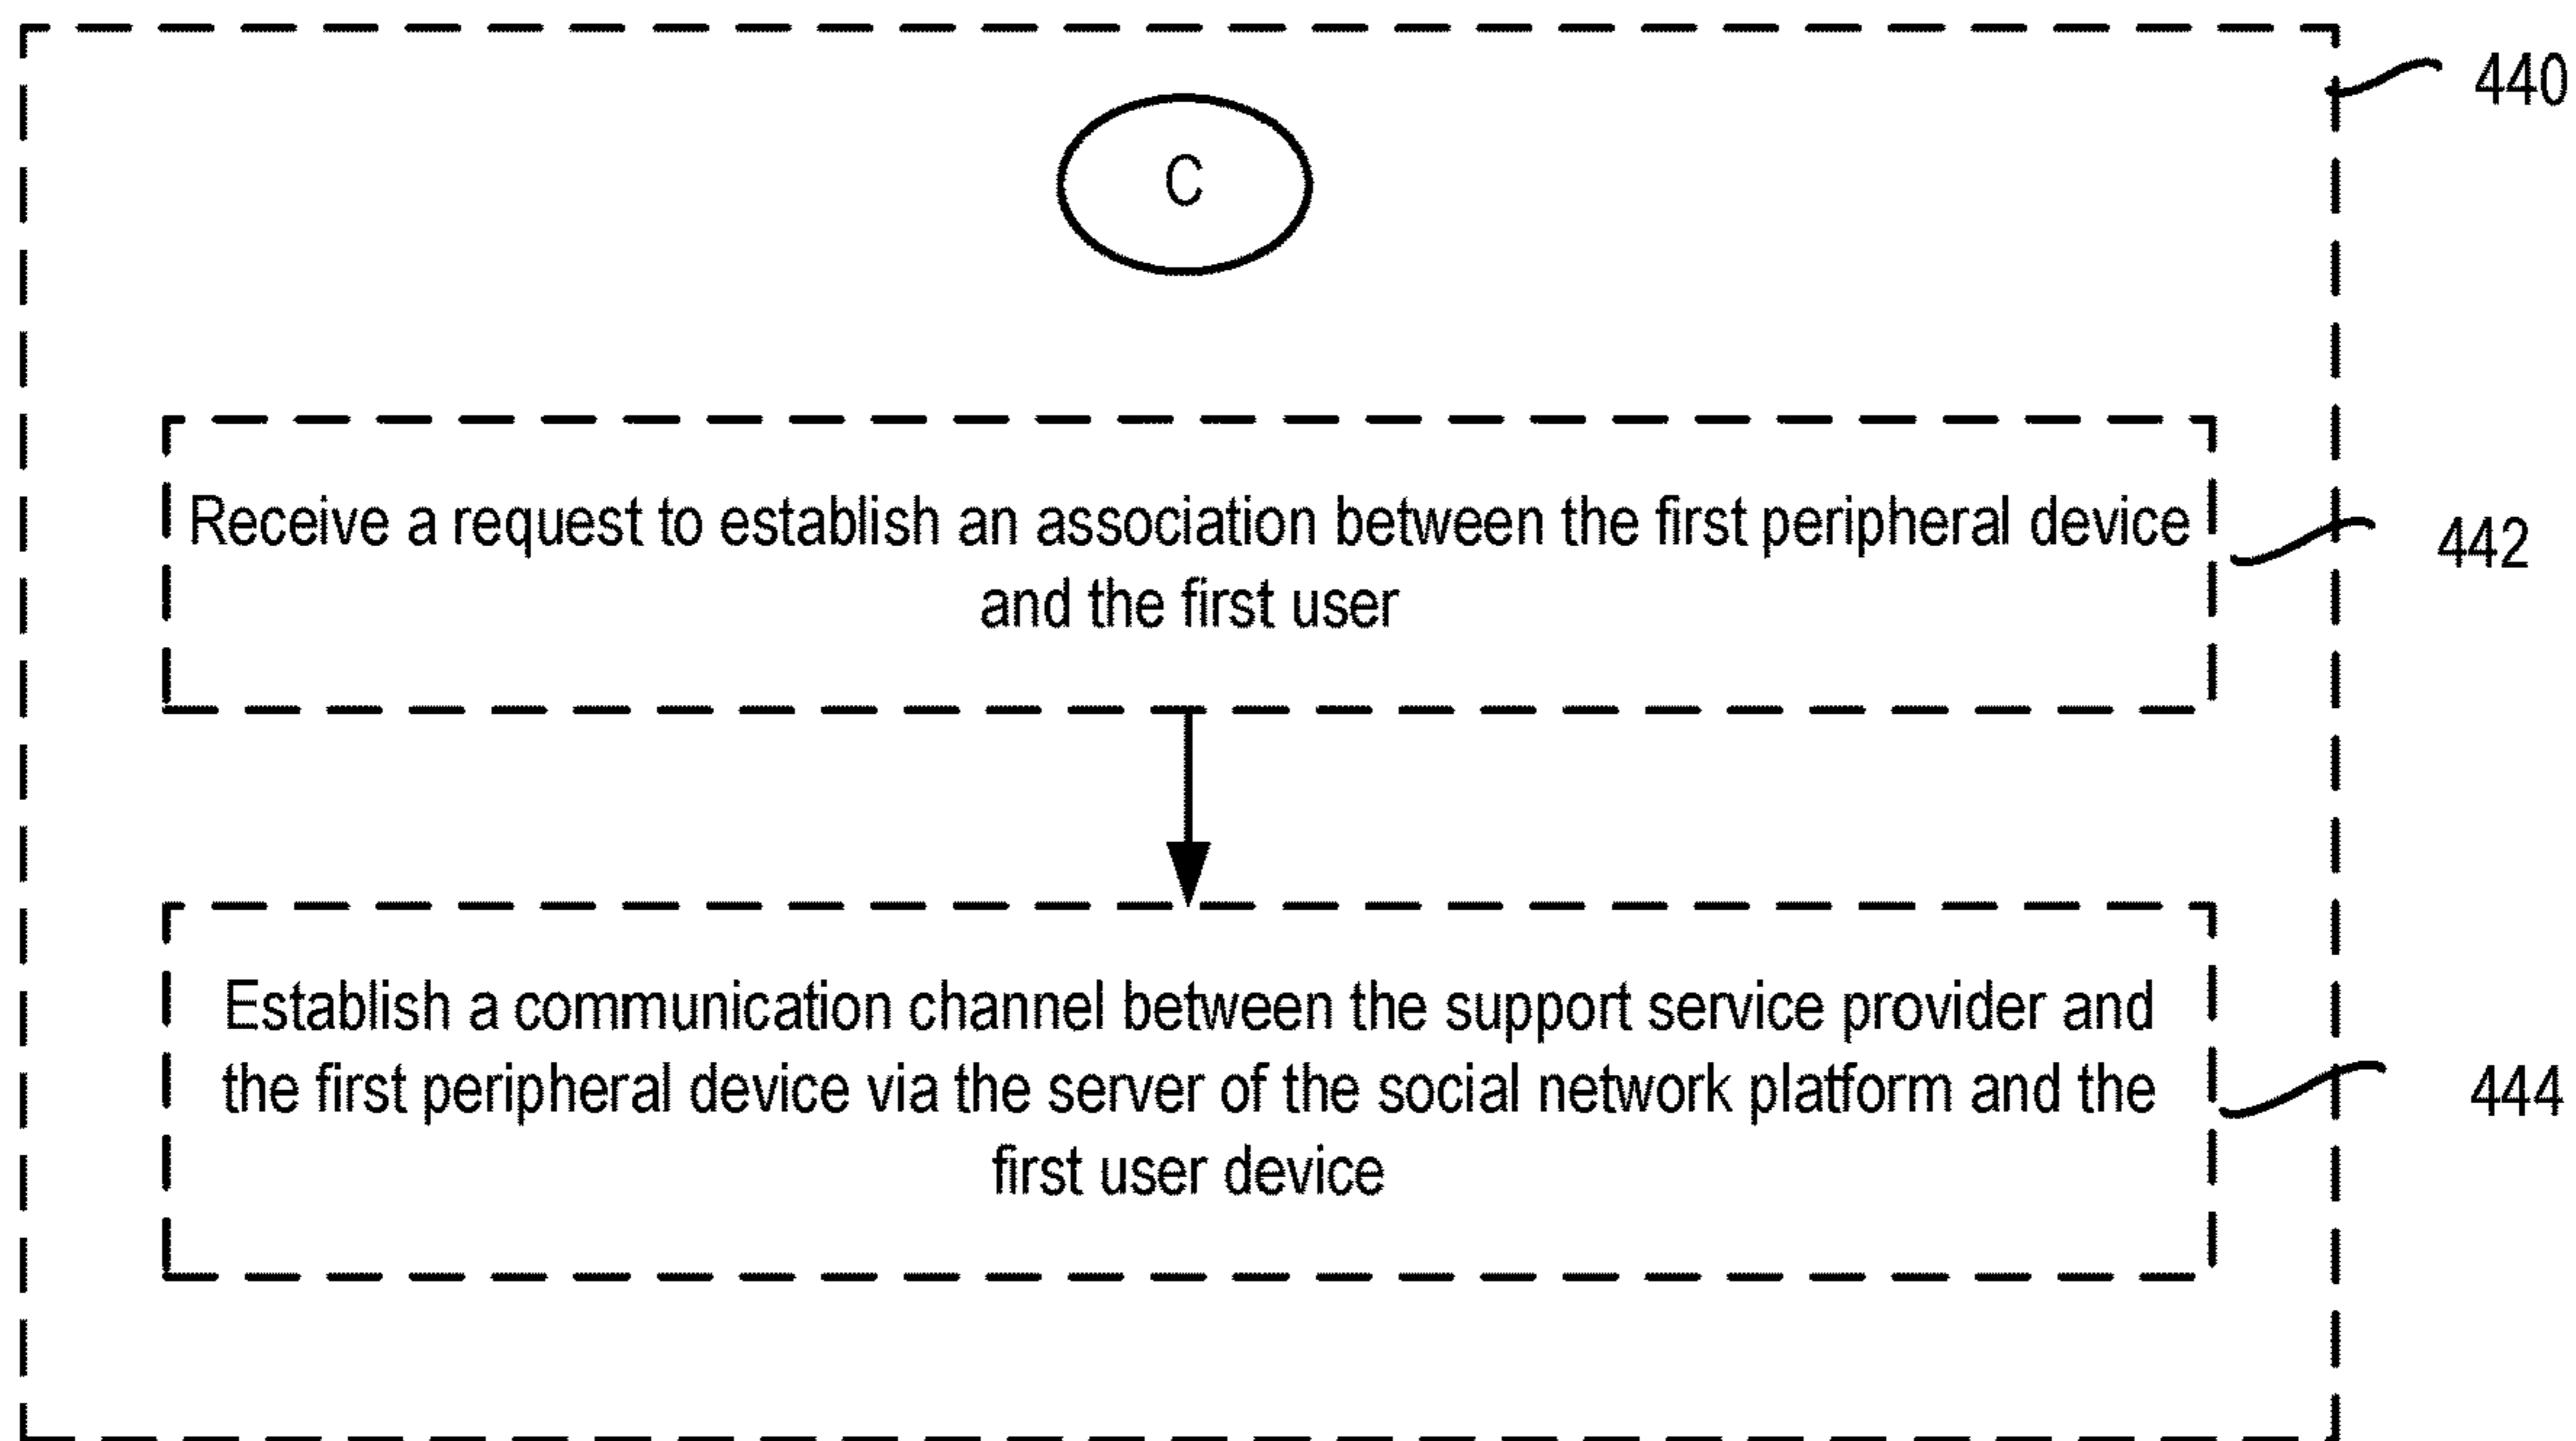 440
C
Receive a request to establish an association between the first peripheral device
and the first user
442
Establish a communication channel between the support service provider and
the first peripheral device via the server of the social network platform and the
first user device
444